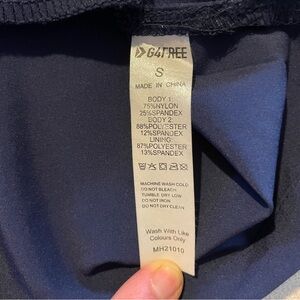 G4FREE
S
MADE IN CHINA
BODY 1:
75%NYLON
25%SPANDEX
BODY 2:
88%POLYESTER
12%SPANDEX
LINING:
87%POLYESTER
13%SPANDEX
MACHINE WASH COLD
DO NOT BLEACH
TUMBLE DRY LOW
DO NOT IRON
DO NOT DRY CLEAN
Wash With Like
Colours Only
MH21010